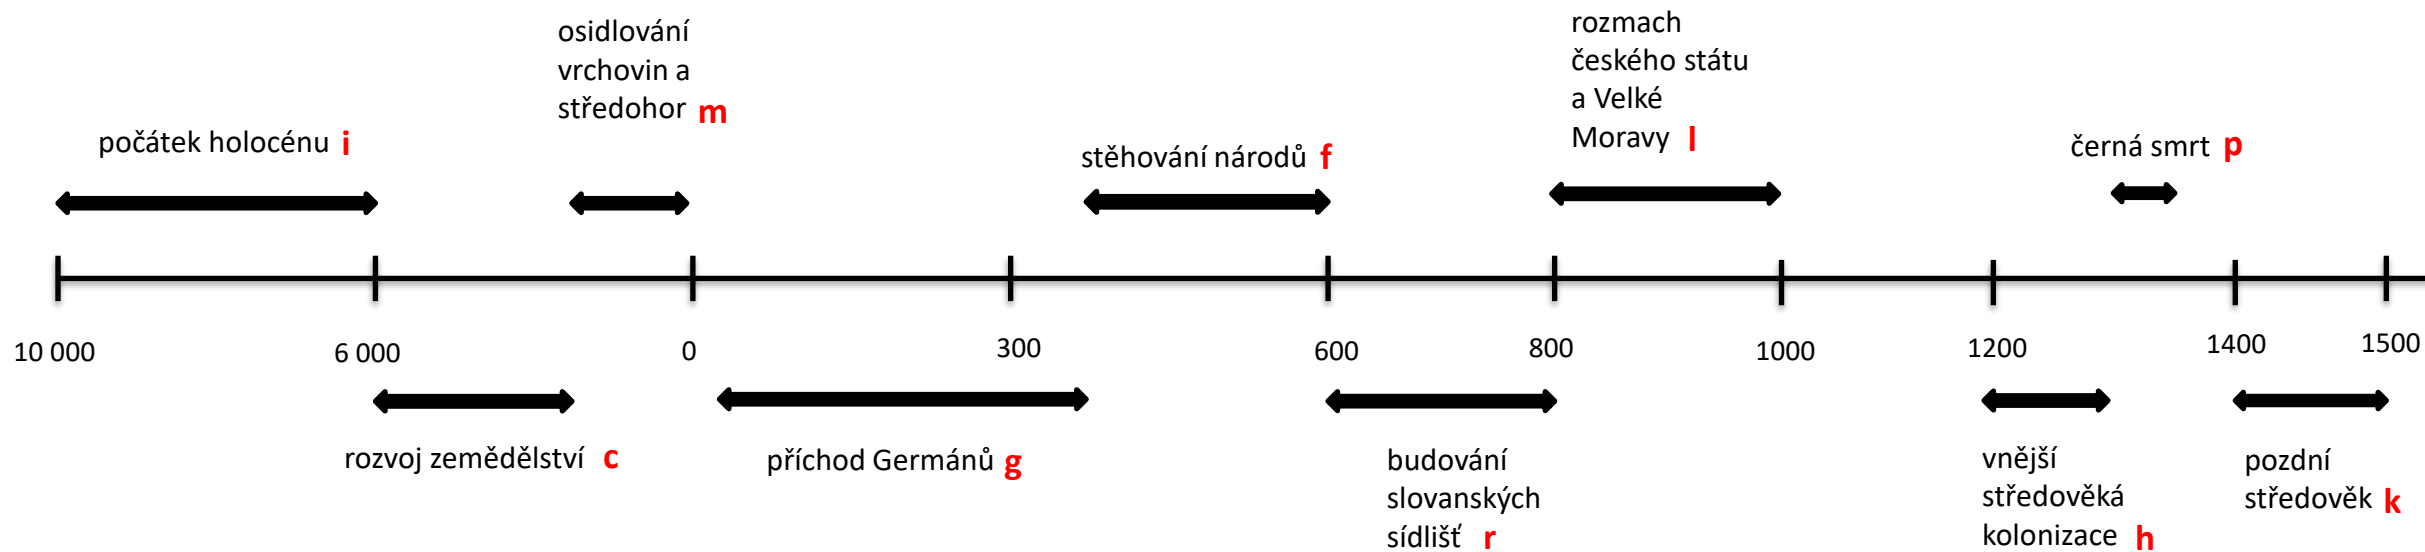 osidlování
vrchovin a
středohor m
rozmach
českého státu
a Velké
Moravy l
počátek holocénu i
stěhování národů f
černá smrt p
10 000
6 000
0
300
600
800
1000
1200
1400
1500
rozvoj zemědělství c
příchod Germánů g
budování
slovanských
sídlišť r
vnější
středověká
kolonizace h
pozdní
středověk k